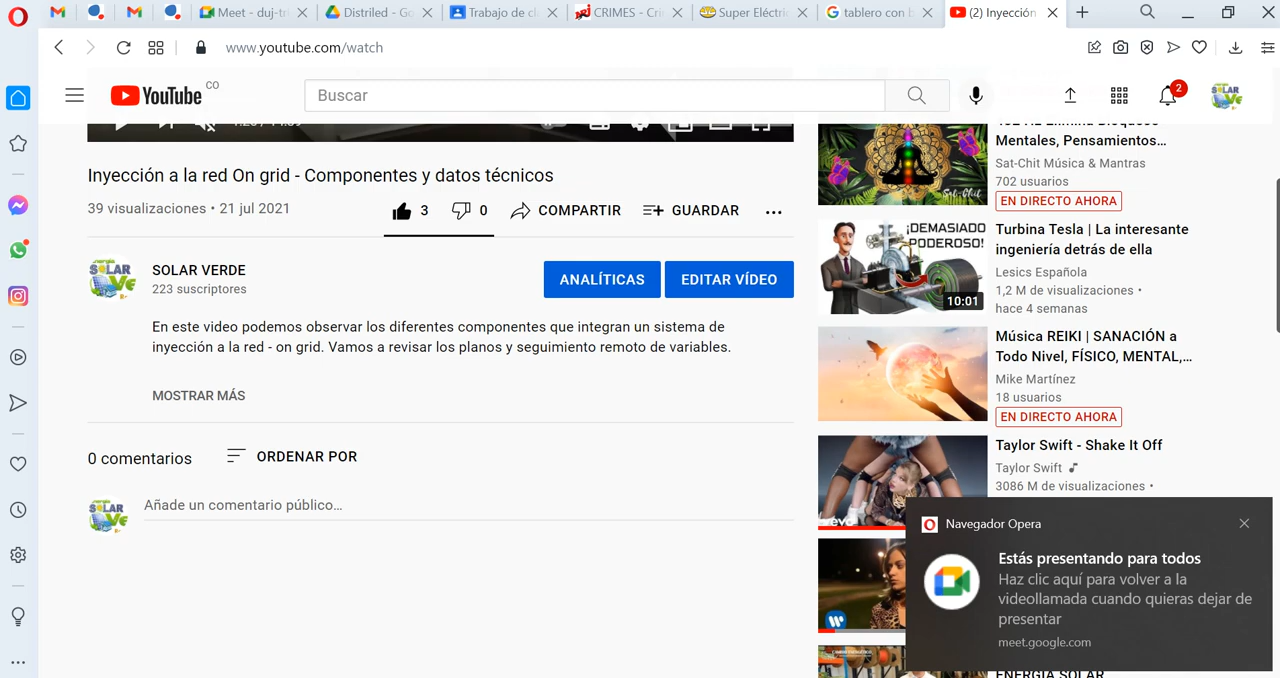 Meet - duj-tr
Distriled - Go
Trabajo de cl
CRIMES - Cri
Super Eléctri
tablero con b
(2) Inyección
www.youtube.com/watch
YouTube CO
Buscar
2
Inyección a la red On grid - Componentes y datos técnicos
39 visualizaciones • 21 jul 2021
3
0
COMPARTIR
GUARDAR
SOLAR VERDE
223 suscriptores
ANALÍTICAS
EDITAR VÍDEO
En este video podemos observar los diferentes componentes que integran un sistema de
inyección a la red - on grid. Vamos a revisar los planos y seguimiento remoto de variables.
MOSTRAR MÁS
0 comentarios
ORDENAR POR
Añade un comentario público...
Mentales, Pensamientos...
Sat-Chit Música & Mantras
702 usuarios
EN DIRECTO AHORA
¡DEMASIADO
PODEROSO!
10:01
Turbina Tesla | La interesante
ingeniería detrás de ella
Lesics Española
1,2 M de visualizaciones •
hace 4 semanas
Música REIKI | SANACIÓN a
Todo Nivel, FÍSICO, MENTAL,...
Mike Martínez
18 usuarios
EN DIRECTO AHORA
Taylor Swift - Shake It Off
Taylor Swift
3086 M de visualizaciones •
vevo
Navegador Opera
Estás presentando para todos
Haz clic aquí para volver a la
videollamada cuando quieras dejar de
presentar
meet.google.com
ENERGIA SOLAR